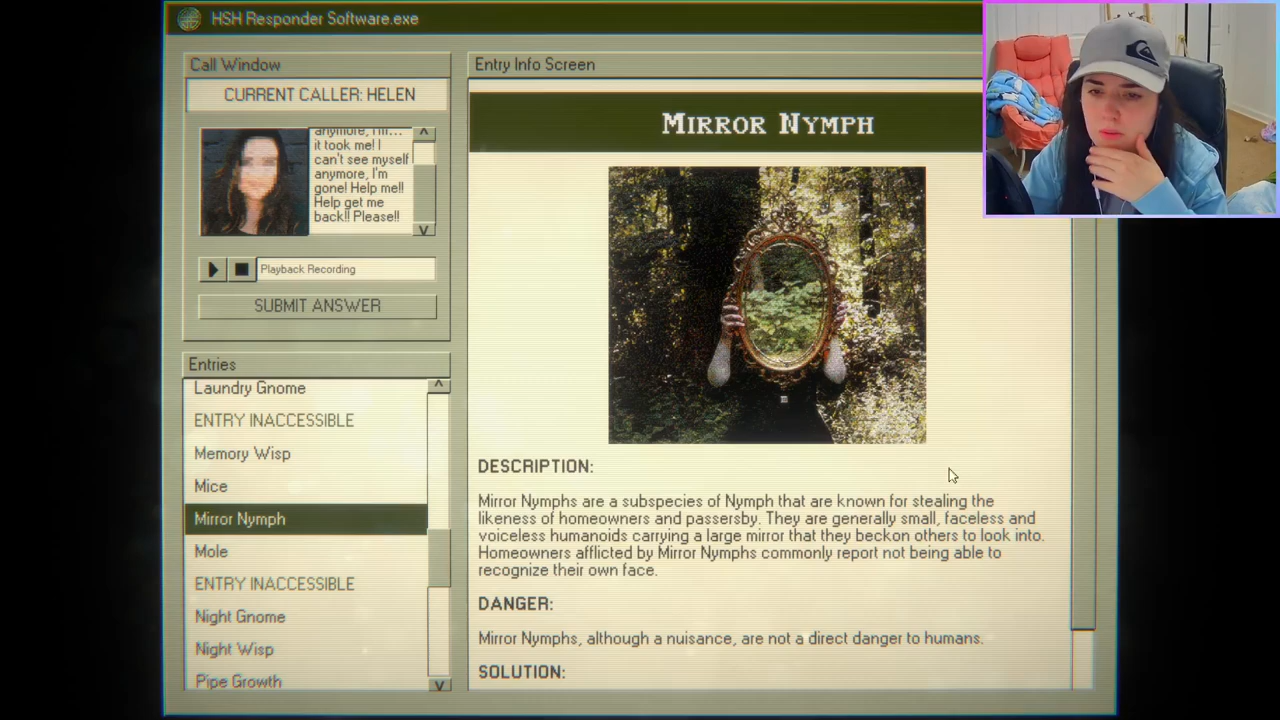 HSH Responder Software.exe
Call Window
CURRENT CALLER: HELEN
anymore, I'm...
it took me! I
can't see myself
anymore, I'm
gone! Help me!!
Help get me
back!! Please!!
Playback Recording
SUBMIT ANSWER
Entries
Laundry Gnome
ENTRY INACCESSIBLE
Memory Wisp
Mice
Mirror Nymph
Mole
ENTRY INACCESSIBLE
Night Gnome
Night Wisp
Pipe Growth
Entry Info Screen
MIRROR NYMPH
DESCRIPTION:
Mirror Nymphs are a subspecies of Nymph that are known for stealing the
likeness of homeowners and passersby. They are generally small, faceless and
voiceless humanoids carrying a large mirror that they beckon others to look into.
Homeowners afflicted by Mirror Nymphs commonly report not being able to
recognize their own face.
DANGER:
Mirror Nymphs, although a nuisance, are not a direct danger to humans.
SOLUTION: